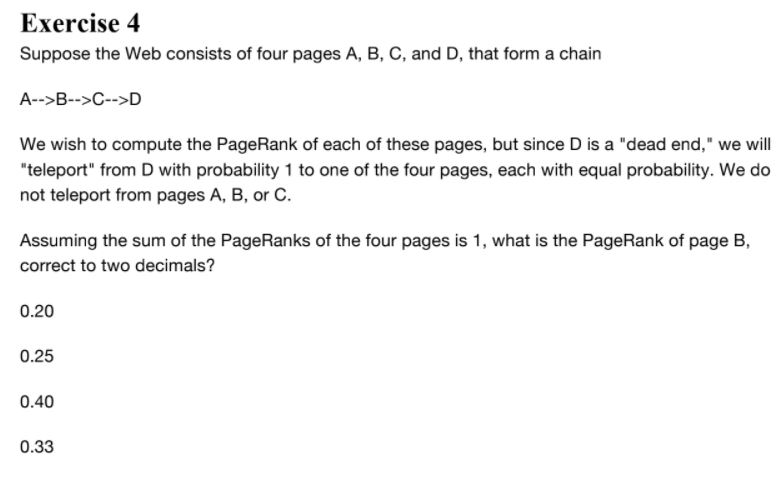 Exercise 4
Suppose the Web consists of four pages A, B, C, and D, that form a chain
A-->B-->C-->D
We wish to compute the PageRank of each of these pages, but since D is a "dead end," we will
"teleport" from D with probability 1 to one of the four pages, each with equal probability. We do
not teleport from pages A, B, or C.
Assuming the sum of the PageRanks of the four pages is 1, what is the PageRank of page B,
correct to two decimals?
0.20
0.25
0.40
0.33